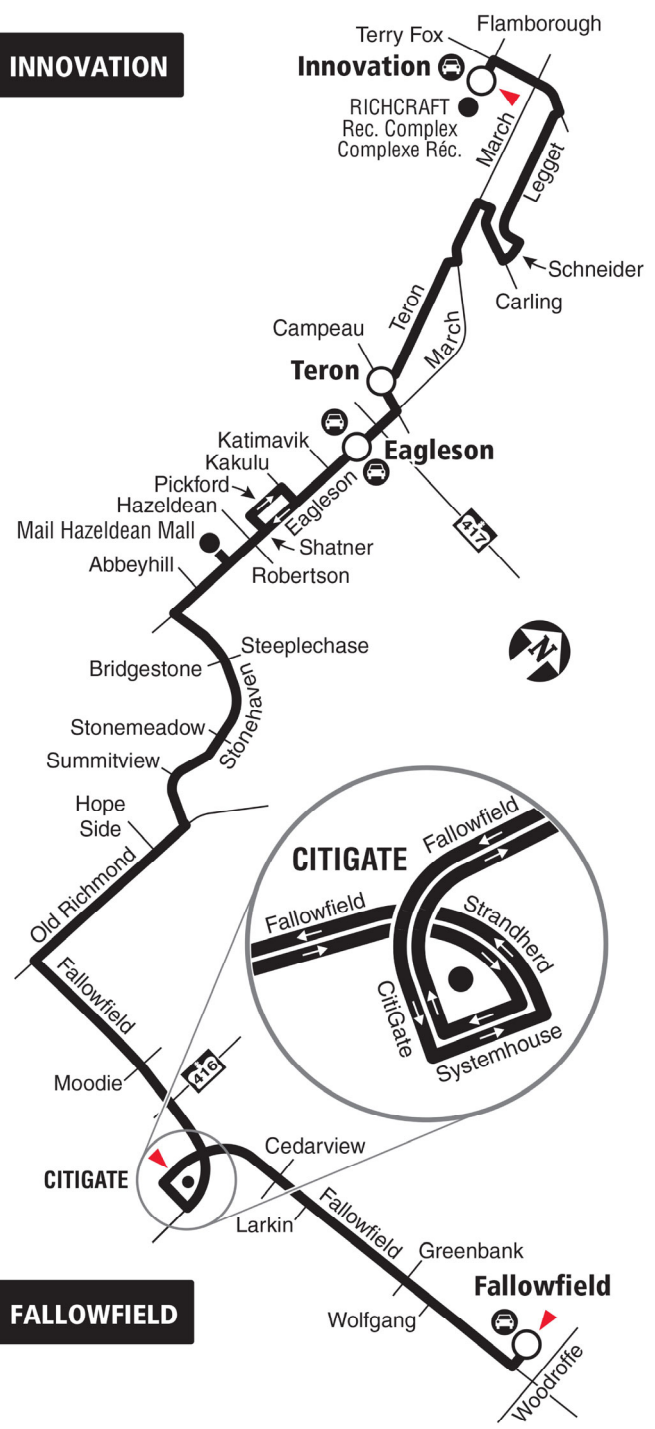 Flamborough
Terry Fox
INNOVATION
Innovation
RICHCRAFT
Rec. Complex
Complexe Réc.
March
Legget
Schneider
Carling
Teron
March
Campeau
Teron
Katimavik
Eagleson
Kakulu
Pickford
Eagleson
Hazeldean
417
Mail Hazeldean Mall
Shatner
Abbeyhill
Robertson
N
Steeplechase
Bridgestone
Stonehaven
Stonemeadow
Summitview
Hope
Side
Old Richmond
CITIGATE
Fallowfield
Fallowfield
Strandherd
CitiGate
Systemhouse
Fallowfield
Moodie
416
CITIGATE
Cedarview
Larkin
Fallowfield
Greenbank
Fallowfield
FALLOWFIELD
Wolfgang
Woodroffe